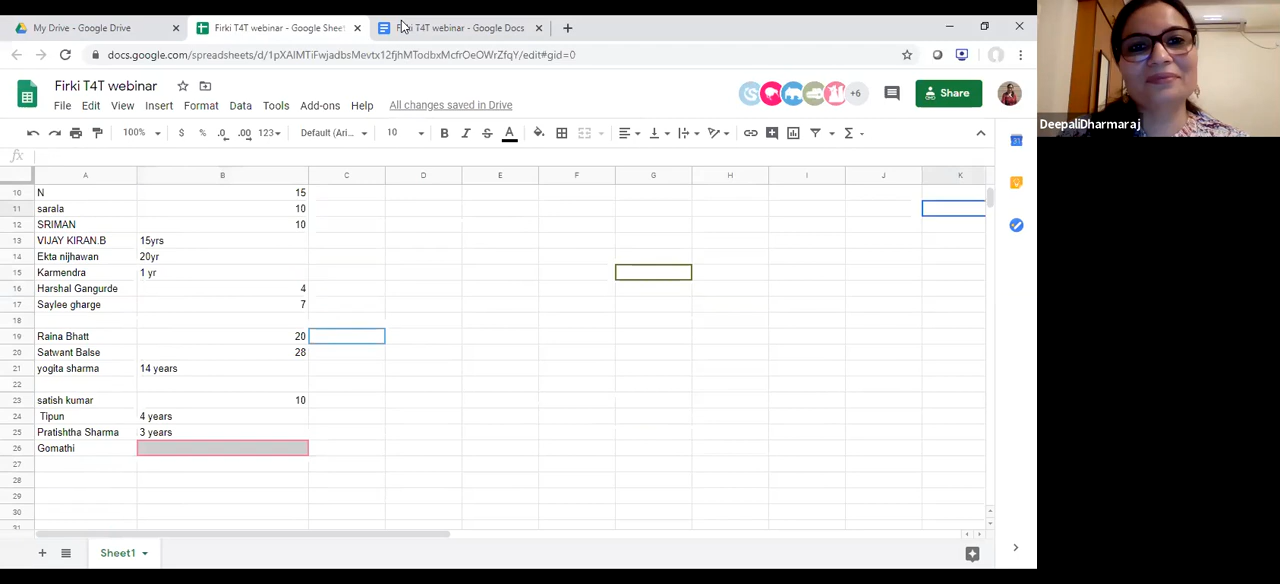 My Drive - Google Drive
Firki T4T webinar - Google Sheet
Firki T4T webinar - Google Docs
docs.google.com/spreadsheets/d/1pXAIMTiFwjadbsMevtx12fjhMTodbxMcfrOeOWrZfqY/edit#gid=0
Firki T4T webinar
File Edit View Insert Format Data Tools Add-ons Help All changes saved in Drive
+6
Share
DeepaliDharmaraj
100% $ % .0 .00 123 Default (Ari... B I S A
fx
A B C D E F G H I J K
10 N 15
11 sarala 10
12 SRIMAN 10
13 VIJAY KIRAN.B 15yrs
14 Ekta nijhawan 20yr
15 Karmendra 1 yr
16 Harshal Gangurde 4
17 Saylee gharge 7
18
19 Raina Bhatt 20
20 Satwant Balse 28
21 yogita sharma 14 years
22
23 satish kumar 10
24 Tipun 4 years
25 Pratishtha Sharma 3 years
26 Gomathi
27
28
29
30
31
Sheet1